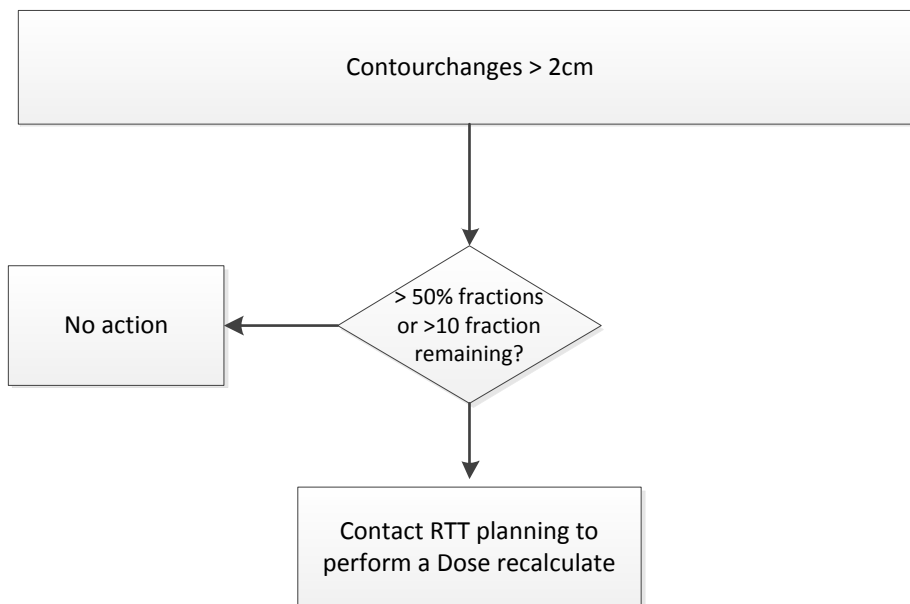 Contourchanges > 2cm
> 50% fractions
or >10 fraction
remaining?
No action
Contact RTT planning to
perform a Dose recalculate